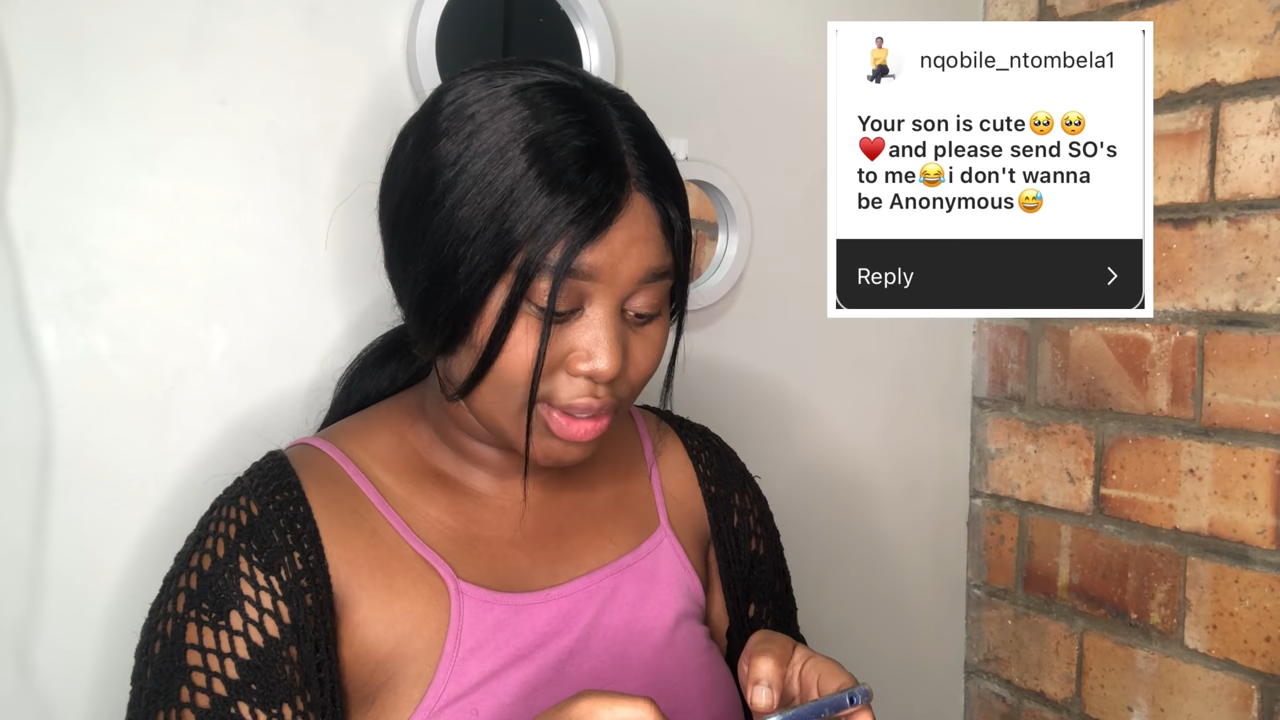 nqobile_ntombela1
Your son is cute🥺 🥺
♥️and please send SO's
to me😂i don't wanna
be Anonymous😅
Reply